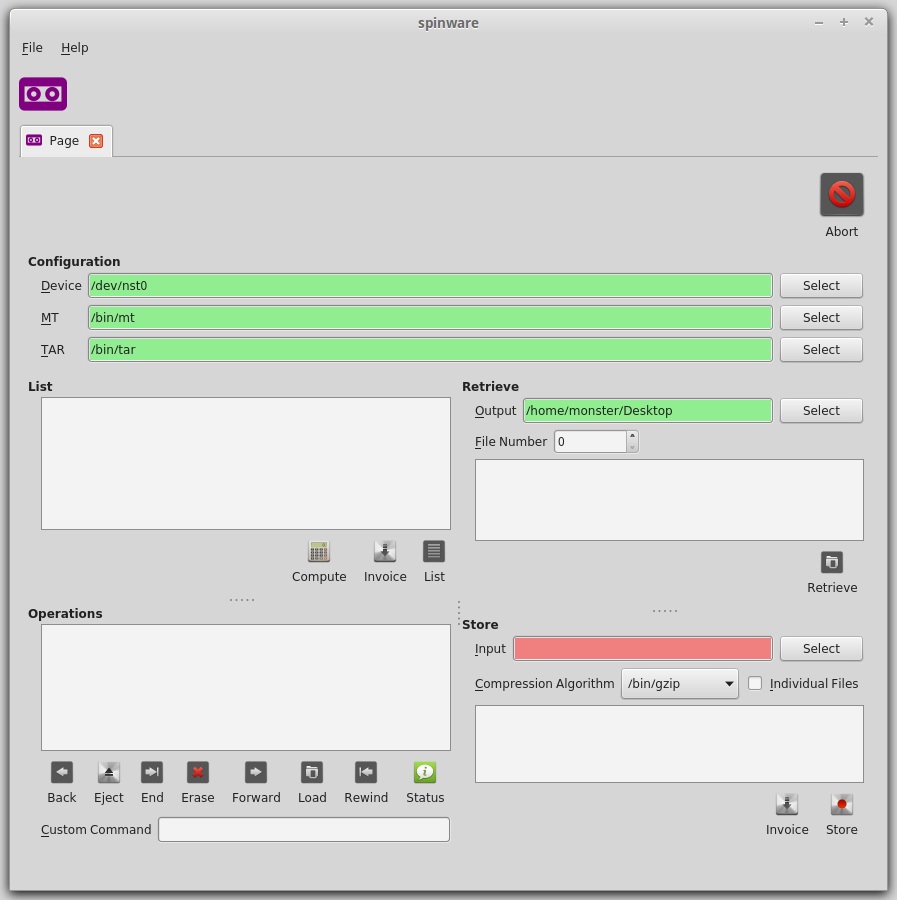 spinware
File Help
Page
Abort
Configuration
Device /dev/nst0 Select
MT /bin/mt Select
TAR /bin/tar Select
List
Compute Invoice List
Retrieve
Output /home/monster/Desktop Select
File Number 0
Retrieve
Operations
Back Eject End Erase Forward Load Rewind Status
Custom Command
Store
Input Select
Compression Algorithm /bin/gzip Individual Files
Invoice Store